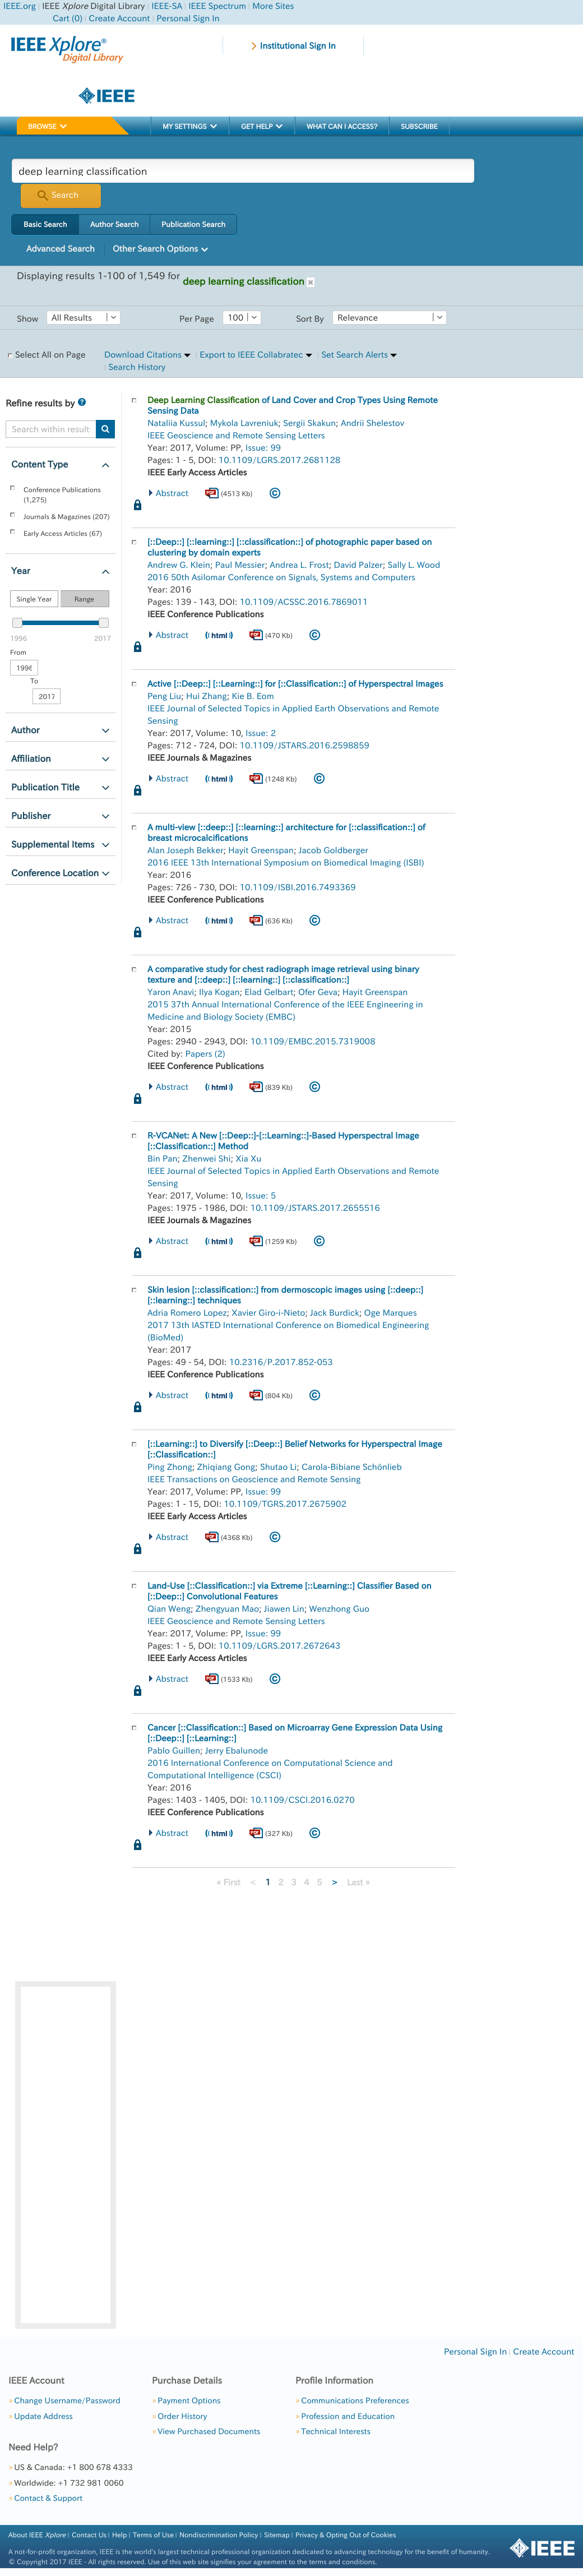 IEEE.org | IEEE Xplore Digital Library | IEEE-SA | IEEE Spectrum | More Sites
Cart (0) | Create Account | Personal Sign In
IEEE Xplore®
Digital Library
Institutional Sign In
IEEE
BROWSE
MY SETTINGS
GET HELP
WHAT CAN I ACCESS?
SUBSCRIBE
deep learning classification
Search
Basic Search
Author Search
Publication Search
Advanced Search
Other Search Options
Displaying results 1-100 of 1,549 for deep learning classification
Show All Results
Per Page 100
Sort By Relevance
Select All on Page
Download Citations | Export to IEEE Collabratec | Set Search Alerts
| Search History
Refine results by
Search within results
Content Type
Conference Publications
(1,275)
Journals & Magazines (207)
Early Access Articles (67)
Year
Single Year
Range
1996
2017
From
1996
To
2017
Author
Affiliation
Publication Title
Publisher
Supplemental Items
Conference Location
Deep Learning Classification of Land Cover and Crop Types Using Remote
Sensing Data
Nataliia Kussul; Mykola Lavreniuk; Sergii Skakun; Andrii Shelestov
IEEE Geoscience and Remote Sensing Letters
Year: 2017, Volume: PP, Issue: 99
Pages: 1 - 5, DOI: 10.1109/LGRS.2017.2681128
IEEE Early Access Articles
Abstract
PDF (4513 Kb)
©
[::Deep::] [::learning::] [::classification::] of photographic paper based on
clustering by domain experts
Andrew G. Klein; Paul Messier; Andrea L. Frost; David Palzer; Sally L. Wood
2016 50th Asilomar Conference on Signals, Systems and Computers
Year: 2016
Pages: 139 - 143, DOI: 10.1109/ACSSC.2016.7869011
IEEE Conference Publications
Abstract
html
PDF (470 Kb)
©
Active [::Deep::] [::Learning::] for [::Classification::] of Hyperspectral Images
Peng Liu; Hui Zhang; Kie B. Eom
IEEE Journal of Selected Topics in Applied Earth Observations and Remote
Sensing
Year: 2017, Volume: 10, Issue: 2
Pages: 712 - 724, DOI: 10.1109/JSTARS.2016.2598859
IEEE Journals & Magazines
Abstract
html
PDF (1248 Kb)
©
A multi-view [::deep::] [::learning::] architecture for [::classification::] of
breast microcalcifications
Alan Joseph Bekker; Hayit Greenspan; Jacob Goldberger
2016 IEEE 13th International Symposium on Biomedical Imaging (ISBI)
Year: 2016
Pages: 726 - 730, DOI: 10.1109/ISBI.2016.7493369
IEEE Conference Publications
Abstract
html
PDF (636 Kb)
©
A comparative study for chest radiograph image retrieval using binary
texture and [::deep::] [::learning::] [::classification::]
Yaron Anavi; Ilya Kogan; Elad Gelbart; Ofer Geva; Hayit Greenspan
2015 37th Annual International Conference of the IEEE Engineering in
Medicine and Biology Society (EMBC)
Year: 2015
Pages: 2940 - 2943, DOI: 10.1109/EMBC.2015.7319008
Cited by: Papers (2)
IEEE Conference Publications
Abstract
html
PDF (839 Kb)
©
R-VCANet: A New [::Deep::]-[::Learning::]-Based Hyperspectral Image
[::Classification::] Method
Bin Pan; Zhenwei Shi; Xia Xu
IEEE Journal of Selected Topics in Applied Earth Observations and Remote
Sensing
Year: 2017, Volume: 10, Issue: 5
Pages: 1975 - 1986, DOI: 10.1109/JSTARS.2017.2655516
IEEE Journals & Magazines
Abstract
html
PDF (1259 Kb)
©
Skin lesion [::classification::] from dermoscopic images using [::deep::]
[::learning::] techniques
Adria Romero Lopez; Xavier Giro-i-Nieto; Jack Burdick; Oge Marques
2017 13th IASTED International Conference on Biomedical Engineering
(BioMed)
Year: 2017
Pages: 49 - 54, DOI: 10.2316/P.2017.852-053
IEEE Conference Publications
Abstract
html
PDF (804 Kb)
©
[::Learning::] to Diversify [::Deep::] Belief Networks for Hyperspectral Image
[::Classification::]
Ping Zhong; Zhiqiang Gong; Shutao Li; Carola-Bibiane Schönlieb
IEEE Transactions on Geoscience and Remote Sensing
Year: 2017, Volume: PP, Issue: 99
Pages: 1 - 15, DOI: 10.1109/TGRS.2017.2675902
IEEE Early Access Articles
Abstract
PDF (4368 Kb)
©
Land-Use [::Classification::] via Extreme [::Learning::] Classifier Based on
[::Deep::] Convolutional Features
Qian Weng; Zhengyuan Mao; Jiawen Lin; Wenzhong Guo
IEEE Geoscience and Remote Sensing Letters
Year: 2017, Volume: PP, Issue: 99
Pages: 1 - 5, DOI: 10.1109/LGRS.2017.2672643
IEEE Early Access Articles
Abstract
PDF (1533 Kb)
©
Cancer [::Classification::] Based on Microarray Gene Expression Data Using
[::Deep::] [::Learning::]
Pablo Guillen; Jerry Ebalunode
2016 International Conference on Computational Science and
Computational Intelligence (CSCI)
Year: 2016
Pages: 1403 - 1405, DOI: 10.1109/CSCI.2016.0270
IEEE Conference Publications
Abstract
html
PDF (327 Kb)
©
« First < 1 2 3 4 5 > Last »
Personal Sign In | Create Account
IEEE Account
» Change Username/Password
» Update Address
Purchase Details
» Payment Options
» Order History
» View Purchased Documents
Profile Information
» Communications Preferences
» Profession and Education
» Technical Interests
Need Help?
» US & Canada: +1 800 678 4333
» Worldwide: +1 732 981 0060
» Contact & Support
About IEEE Xplore | Contact Us | Help | Terms of Use | Nondiscrimination Policy | Sitemap | Privacy & Opting Out of Cookies
A not-for-profit organization, IEEE is the world's largest technical professional organization dedicated to advancing technology for the benefit of humanity.
© Copyright 2017 IEEE - All rights reserved. Use of this web site signifies your agreement to the terms and conditions.
IEEE